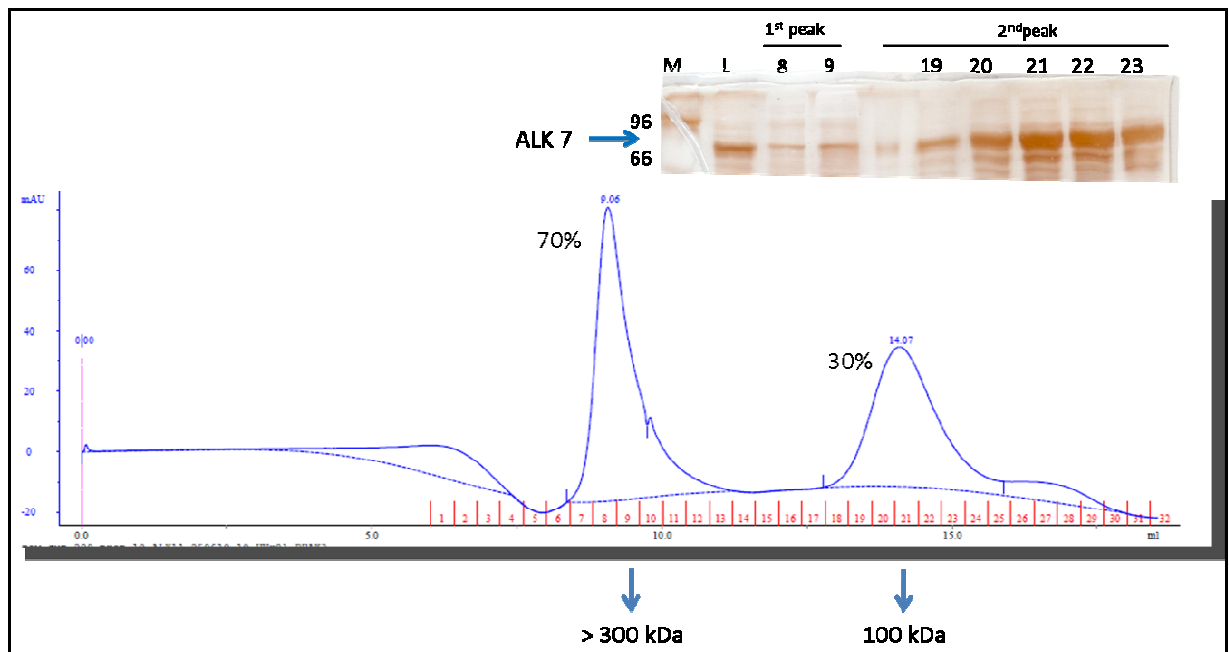 1st peak
2ndpeak
M L 8 9 19 20 21 22 23
ALK 7
96
66
mAU
9.06
70%
60
40
0.00
14.07
30%
20
0
-20
1 2 3 4 5 6 7 8 9 10 11 12 13 14 15 16 17 18 19 20 21 22 23 24 25 26 27 28 29 30 31 32
0.0 5.0 10.0 15.0 ml
> 300 kDa
100 kDa